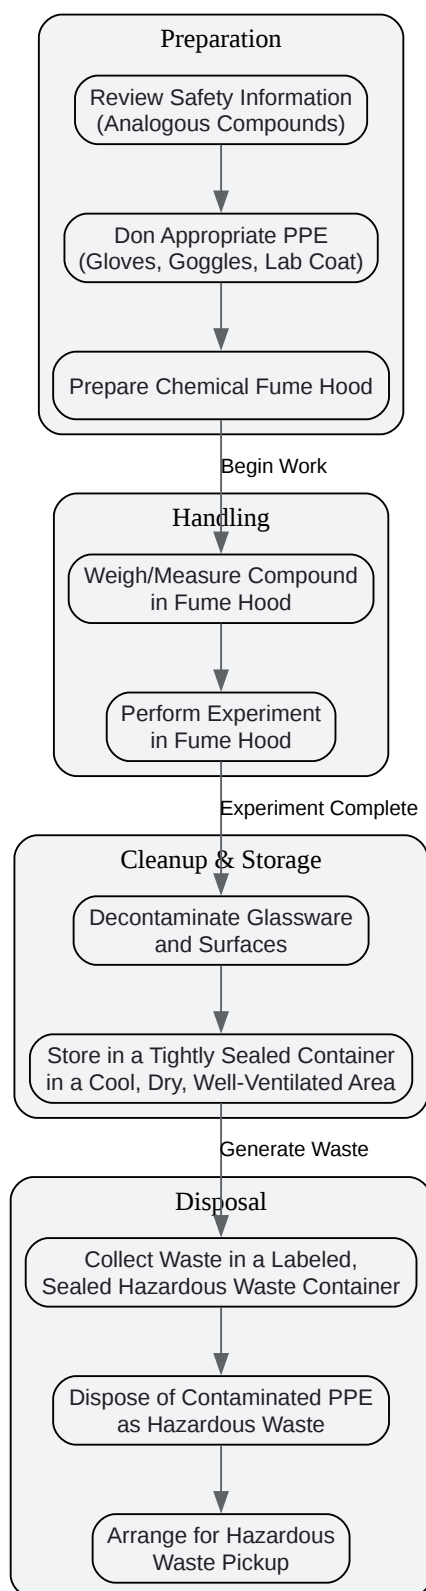 Preparation
Review Safety Information
(Analogous Compounds)
Don Appropriate PPE
(Gloves, Goggles, Lab Coat)
Prepare Chemical Fume Hood
Begin Work
Handling
Weigh/Measure Compound
in Fume Hood
Perform Experiment
in Fume Hood
Experiment Complete
Cleanup & Storage
Decontaminate Glassware
and Surfaces
Store in a Tightly Sealed Container
in a Cool, Dry, Well-Ventilated Area
Generate Waste
Disposal
Collect Waste in a Labeled,
Sealed Hazardous Waste Container
Dispose of Contaminated PPE
as Hazardous Waste
Arrange for Hazardous
Waste Pickup